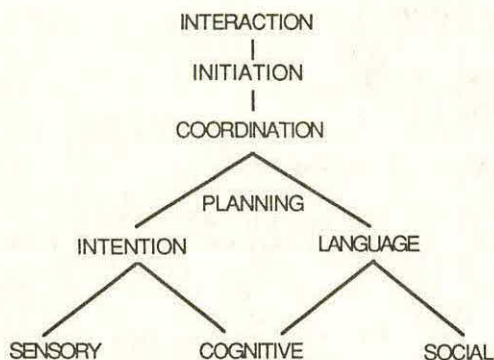 INTERACTION
INITIATION
COORDINATION
PLANNING
INTENTION LANGUAGE
SENSORY COGNITIVE SOCIAL